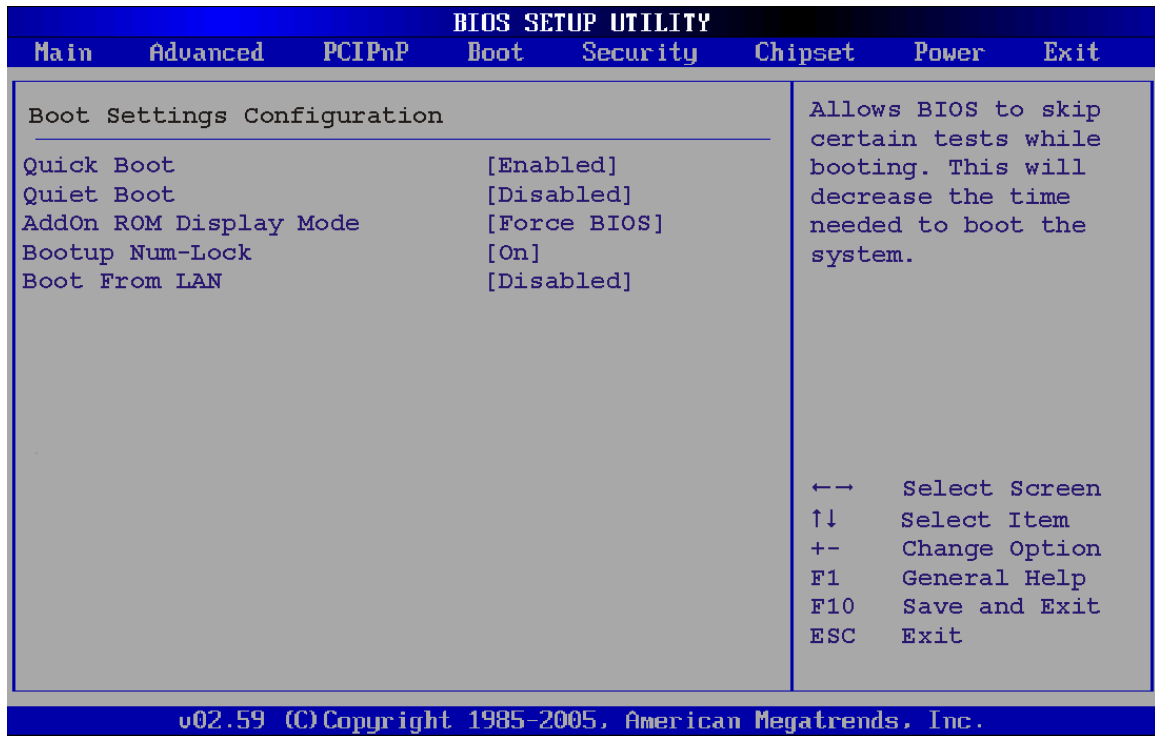 BIOS SETUP UTILITY
Main Advanced PCIPnP Boot Security Chipset Power Exit
Boot Settings Configuration
Quick Boot [Enabled]
Quiet Boot [Disabled]
AddOn ROM Display Mode [Force BIOS]
Bootup Num-Lock [On]
Boot From LAN [Disabled]
Allows BIOS to skip
certain tests while
booting. This will
decrease the time
needed to boot the
system.
←→ Select Screen
↑↓ Select Item
+- Change Option
F1 General Help
F10 Save and Exit
ESC Exit
v02.59 (C)Copyright 1985-2005, American Megatrends, Inc.